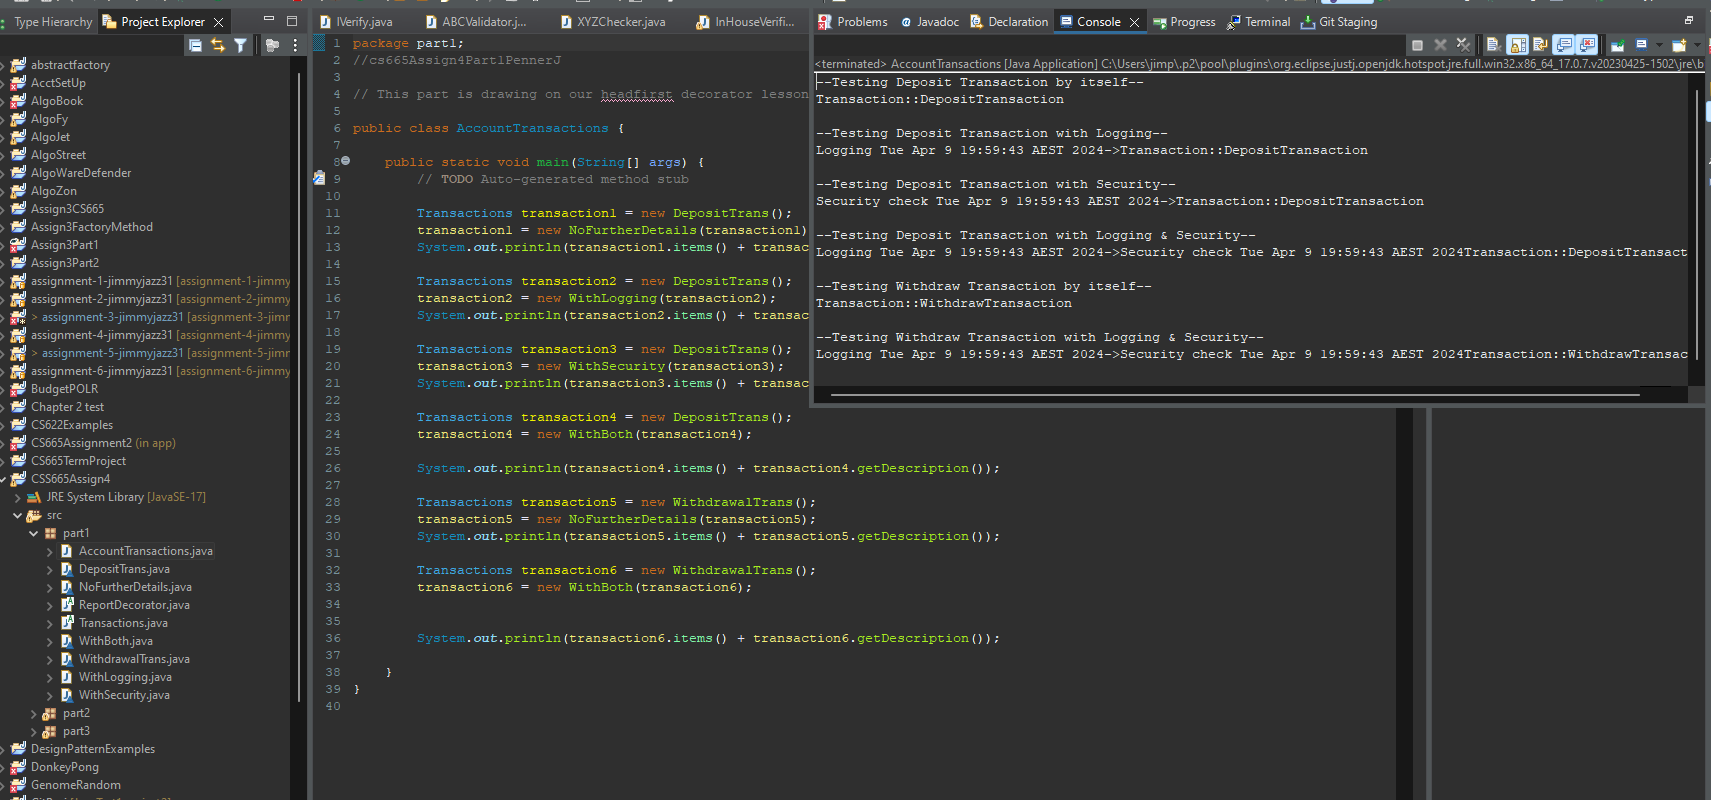 Type Hierarchy
Project Explorer
abstractfactory
AcctSetUp
AlgoBook
AlgoFy
AlgoJet
AlgoStreet
AlgoWareDefender
AlgoZon
Assign3CS665
Assign3FactoryMethod
Assign3Part1
Assign3Part2
assignment-1-jimmyjazz31 [assignment-1-jimmy
assignment-2-jimmyjazz31 [assignment-2-jimmy
> assignment-3-jimmyjazz31 [assignment-3-jimr
assignment-4-jimmyjazz31 [assignment-4-jimmy
> assignment-5-jimmyjazz31 [assignment-5-jimr
assignment-6-jimmyjazz31 [assignment-6-jimmy
BudgetPOLR
Chapter 2 test
CS622Examples
CS665Assignment2 (in app)
CS665TermProject
CSS665Assign4
JRE System Library [JavaSE-17]
src
part1
AccountTransactions.java
DepositTrans.java
NoFurtherDetails.java
ReportDecorator.java
Transactions.java
WithBoth.java
WithdrawalTrans.java
WithLogging.java
WithSecurity.java
part2
part3
DesignPatternExamples
DonkeyPong
GenomeRandom
IVerify.java
ABCValidator.j...
XYZChecker.java
InHouseVerifi...
1 package part1;
2 //cs665Assign4Part1PennerJ
3
4 // This part is drawing on our headfirst decorator lesson
5
6 public class AccountTransactions {
7
8 public static void main(String[] args) {
9 // TODO Auto-generated method stub
10
11 Transactions transaction1 = new DepositTrans();
12 transaction1 = new NoFurtherDetails(transaction1)
13 System.out.println(transaction1.items() + transac
14
15 Transactions transaction2 = new DepositTrans();
16 transaction2 = new WithLogging(transaction2);
17 System.out.println(transaction2.items() + transac
18
19 Transactions transaction3 = new DepositTrans();
20 transaction3 = new WithSecurity(transaction3);
21 System.out.println(transaction3.items() + transac
22
23 Transactions transaction4 = new DepositTrans();
24 transaction4 = new WithBoth(transaction4);
25
26 System.out.println(transaction4.items() + transaction4.getDescription());
27
28 Transactions transaction5 = new WithdrawalTrans();
29 transaction5 = new NoFurtherDetails(transaction5);
30 System.out.println(transaction5.items() + transaction5.getDescription());
31
32 Transactions transaction6 = new WithdrawalTrans();
33 transaction6 = new WithBoth(transaction6);
34
35
36 System.out.println(transaction6.items() + transaction6.getDescription());
37
38 }
39 }
40
Problems
Javadoc
Declaration
Console
Progress
Terminal
Git Staging
<terminated> AccountTransactions [Java Application] C:\Users\jimp\.p2\pool\plugins\org.eclipse.justj.openjdk.hotspot.jre.full.win32.x86_64_17.0.7.v20230425-1502\jre\b
--Testing Deposit Transaction by itself--
Transaction::DepositTransaction
--Testing Deposit Transaction with Logging--
Logging Tue Apr 9 19:59:43 AEST 2024->Transaction::DepositTransaction
--Testing Deposit Transaction with Security--
Security check Tue Apr 9 19:59:43 AEST 2024->Transaction::DepositTransaction
--Testing Deposit Transaction with Logging & Security--
Logging Tue Apr 9 19:59:43 AEST 2024->Security check Tue Apr 9 19:59:43 AEST 2024Transaction::DepositTransact
--Testing Withdraw Transaction by itself--
Transaction::WithdrawTransaction
--Testing Withdraw Transaction with Logging & Security--
Logging Tue Apr 9 19:59:43 AEST 2024->Security check Tue Apr 9 19:59:43 AEST 2024Transaction::WithdrawTransac